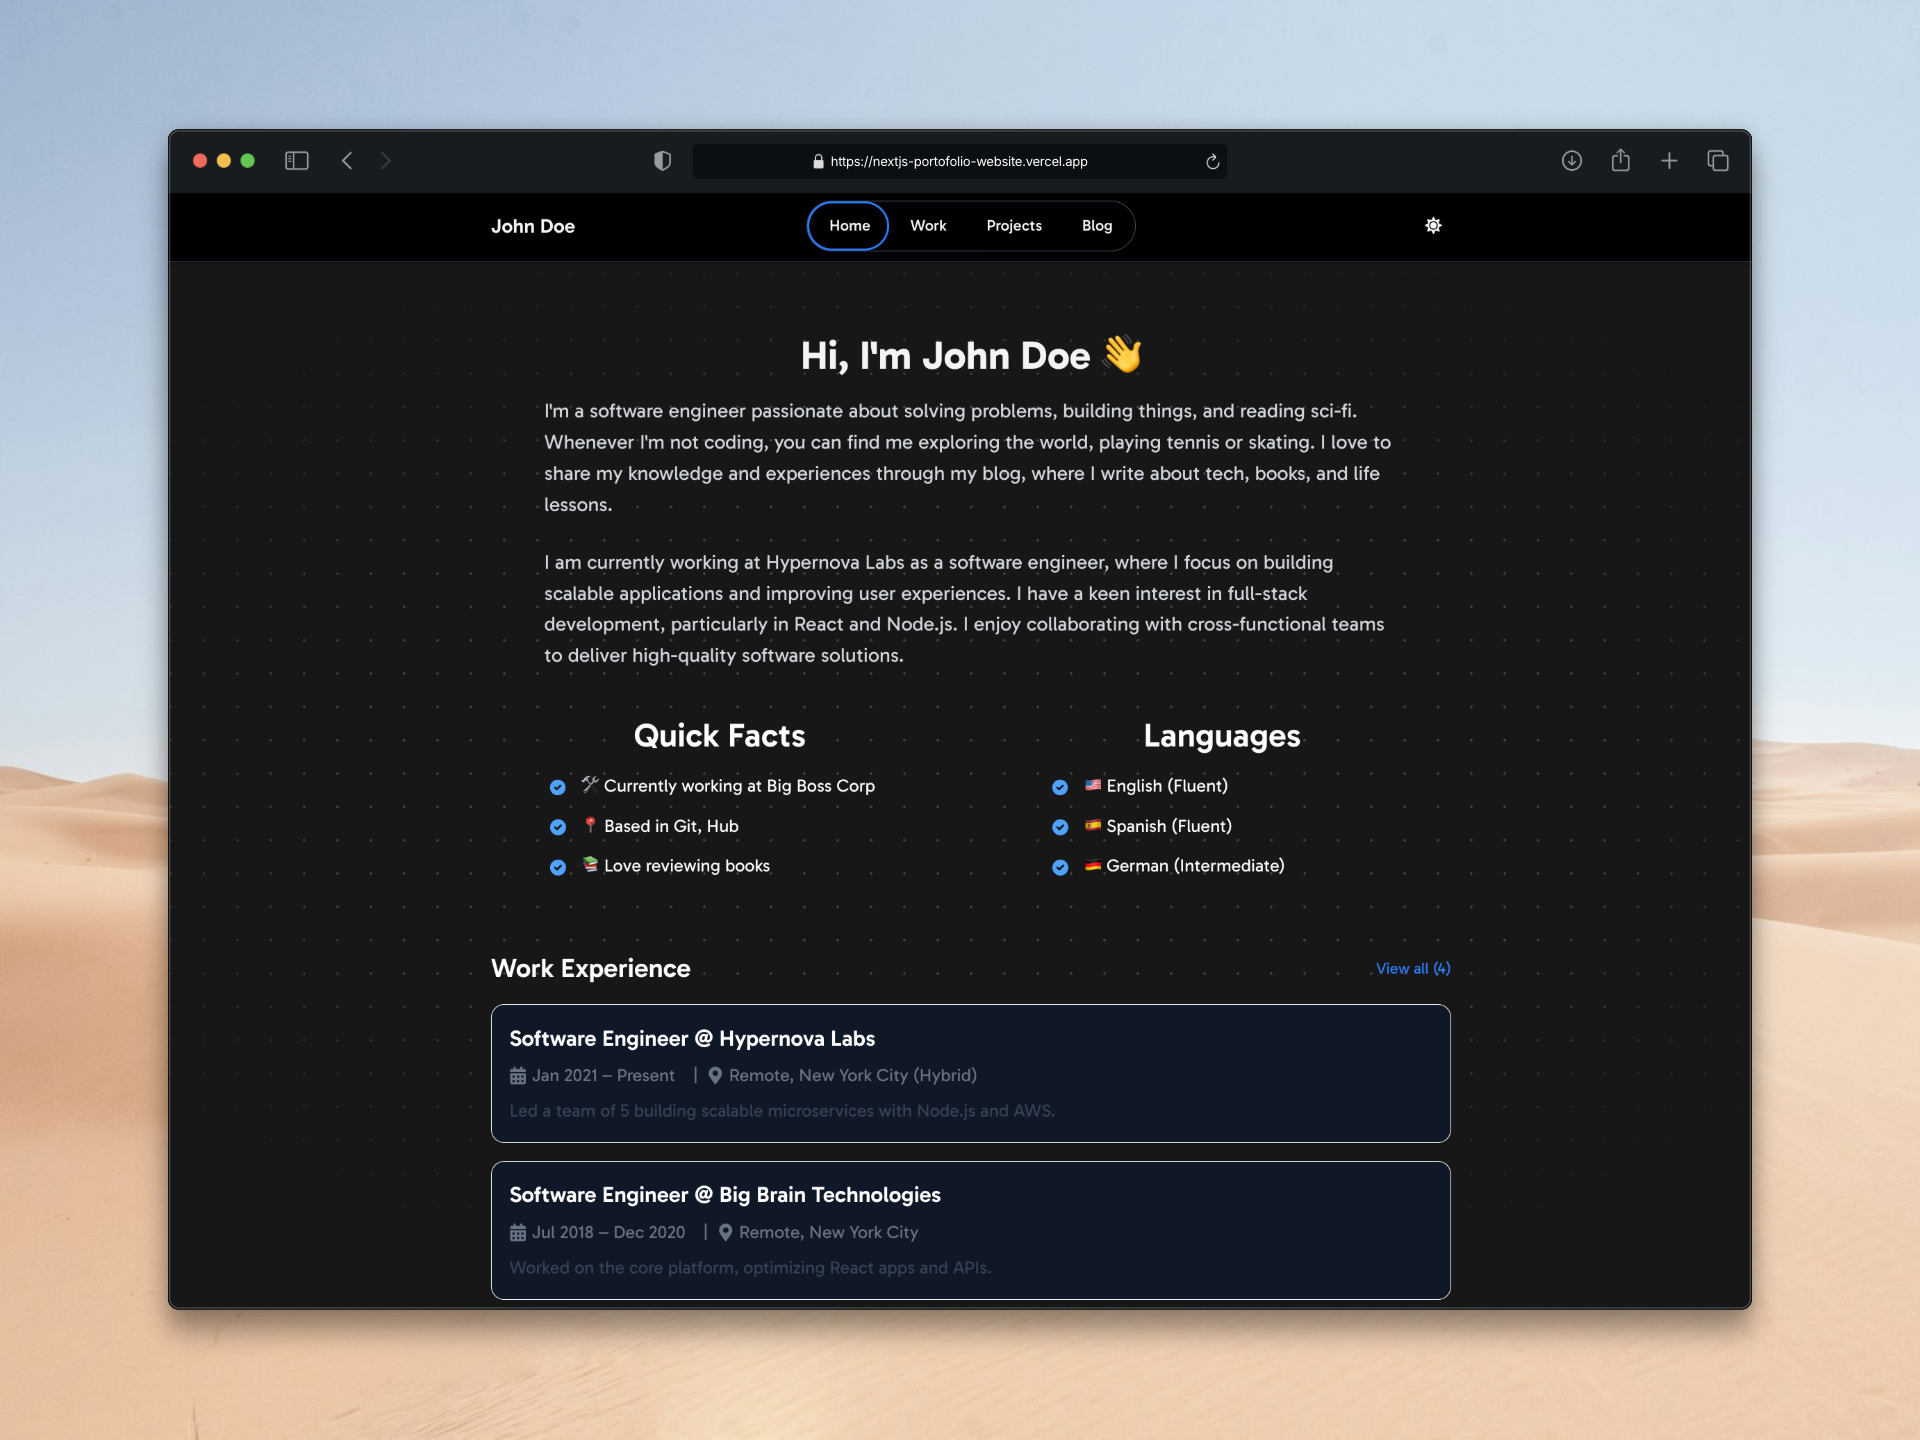 https://nextjs-portofolio-website.vercel.app
John Doe
Home Work Projects Blog
Hi, I'm John Doe 👋
I'm a software engineer passionate about solving problems, building things, and reading sci-fi.
Whenever I'm not coding, you can find me exploring the world, playing tennis or skating. I love to
share my knowledge and experiences through my blog, where I write about tech, books, and life
lessons.
I am currently working at Hypernova Labs as a software engineer, where I focus on building
scalable applications and improving user experiences. I have a keen interest in full-stack
development, particularly in React and Node.js. I enjoy collaborating with cross-functional teams
to deliver high-quality software solutions.
Quick Facts
🛠️ Currently working at Big Boss Corp
📍 Based in Git, Hub
📚 Love reviewing books
Languages
🇺🇸 English (Fluent)
🇪🇸 Spanish (Fluent)
🇩🇪 German (Intermediate)
Work Experience
View all (4)
Software Engineer @ Hypernova Labs
Jan 2021 – Present | Remote, New York City (Hybrid)
Led a team of 5 building scalable microservices with Node.js and AWS.
Software Engineer @ Big Brain Technologies
Jul 2018 – Dec 2020 | Remote, New York City
Worked on the core platform, optimizing React apps and APIs.